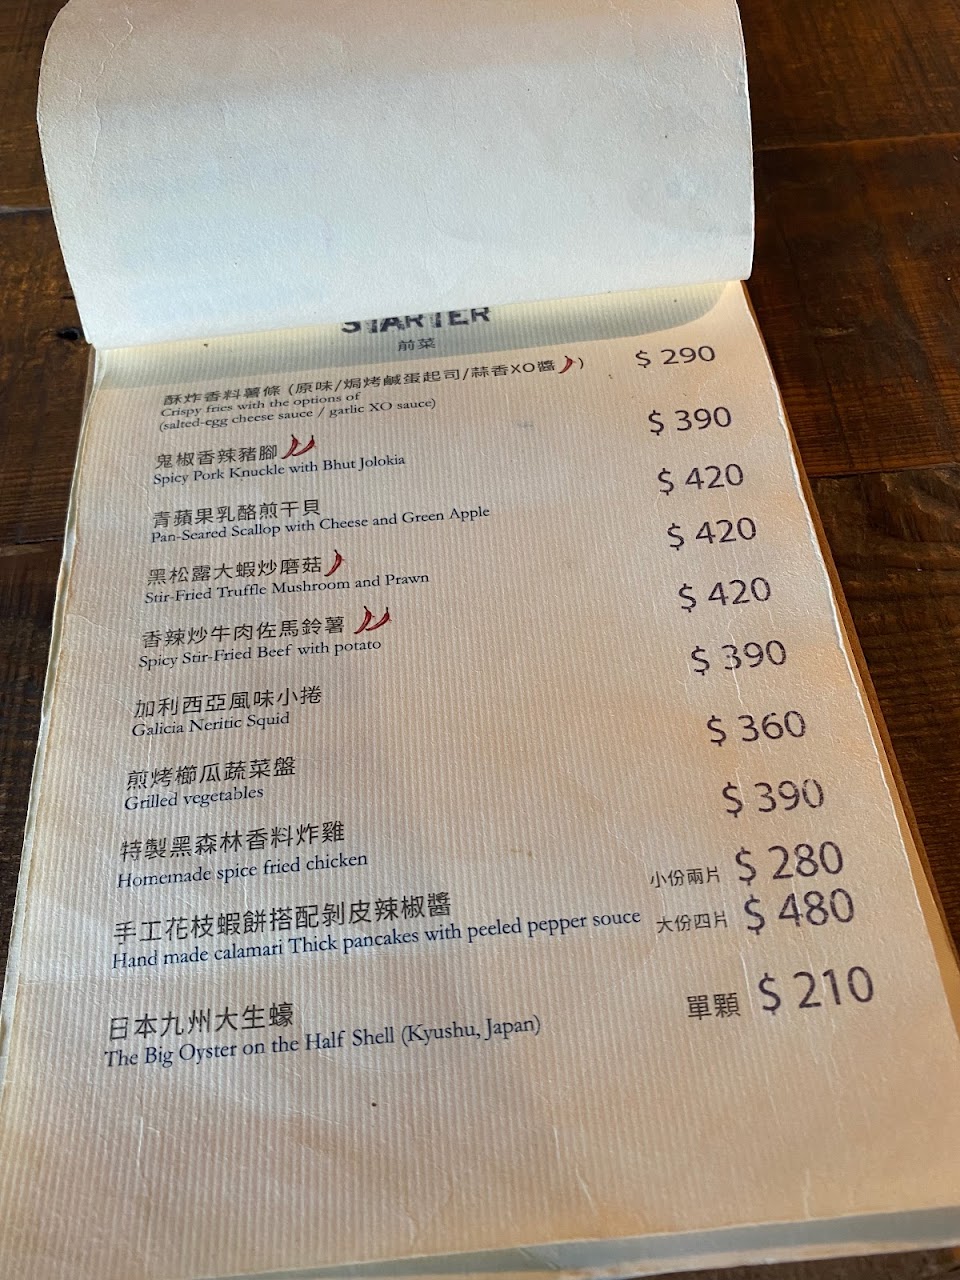 STARTER
前菜
酥炸香料薯條 (原味/焗烤鹹蛋起司/蒜香XO醬) $ 290
Crispy fries with the options of
(salted-egg cheese sauce / garlic XO sauce)
鬼椒香辣豬腳 $ 390
Spicy Pork Knuckle with Bhut Jolokia
青蘋果乳酪煎干貝 $ 420
Pan-Seared Scallop with Cheese and Green Apple
黑松露大蝦炒磨菇 $ 420
Stir-Fried Truffle Mushroom and Prawn
香辣炒牛肉佐馬鈴薯 $ 420
Spicy Stir-Fried Beef with potato
加利西亞風味小捲 $ 390
Galicia Neritic Squid
煎烤櫛瓜蔬菜盤 $ 360
Grilled vegetables
特製黑森林香料炸雞 $ 390
Homemade spice fried chicken
小份兩片 $ 280
手工花枝蝦餅搭配剝皮辣椒醬
Hand made calamari Thick pancakes with peeled pepper souce 大份四片 $ 480
日本九州大生蠔 單顆 $ 210
The Big Oyster on the Half Shell (Kyushu, Japan)